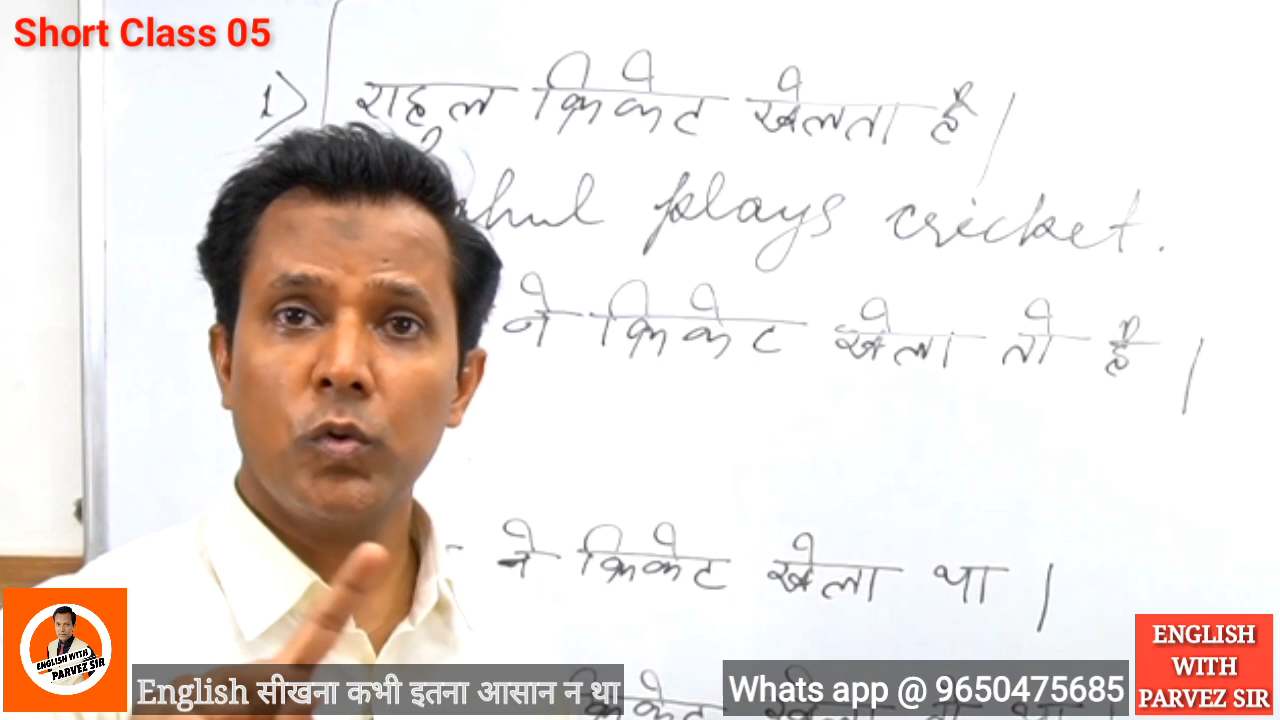 Short Class 05
1) राहुल क्रिकेट खेलता है।
hul plays cricket.
ने क्रिकेट खेला तो है।
ने क्रिकेट खेला था।
क्रिकेट खेला
ENGLISH WITH
PARVEZ SIR
English सीखना कभी इतना आसान न था
Whats app @ 9650475685
ENGLISH
WITH
PARVEZ SIR